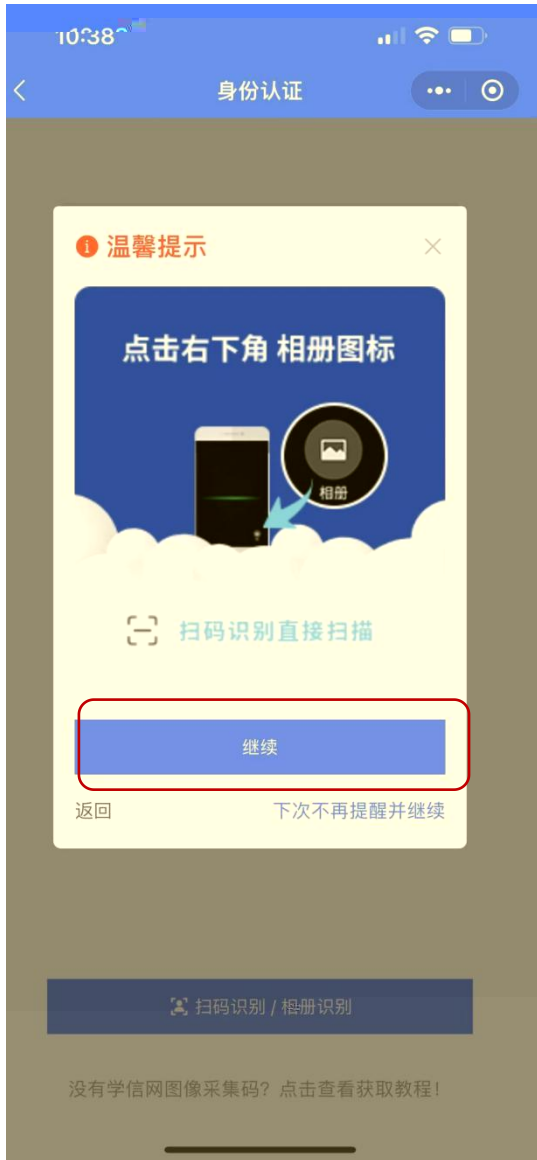 10:38
身份认证
温馨提示
点击右下角 相册图标
相册
扫码识别直接扫描
继续
返回
下次不再提醒并继续
扫码识别 / 相册识别
没有学信网图像采集码？点击查看获取教程！